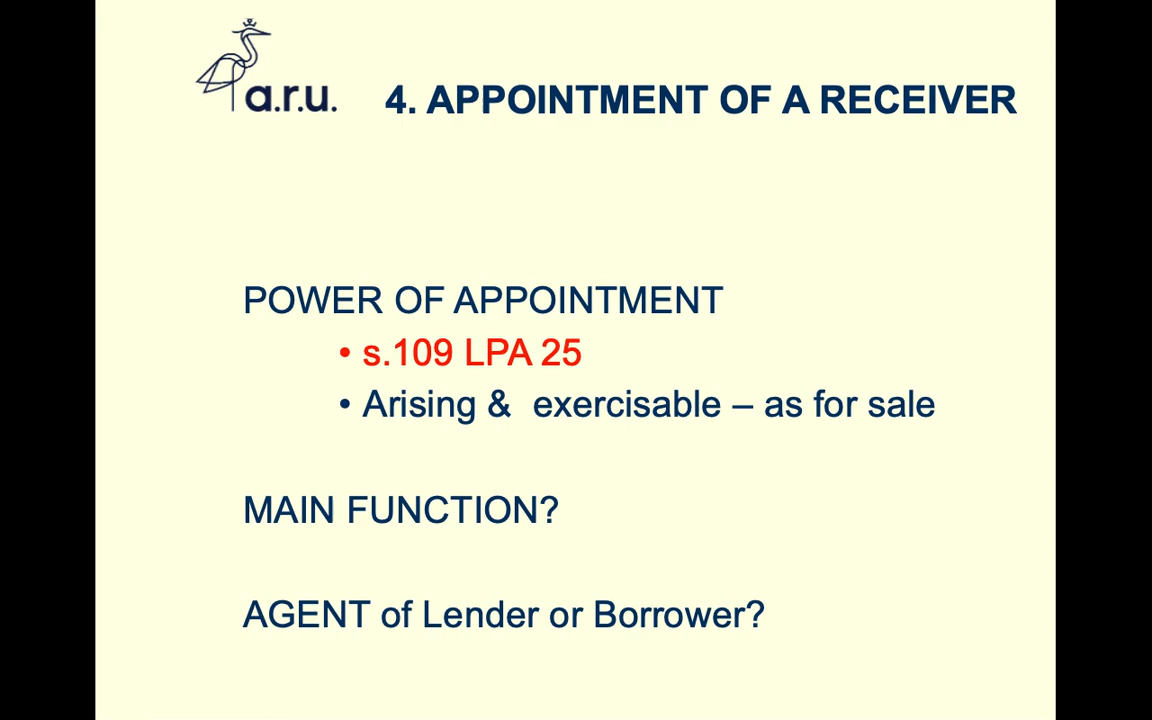 a.r.u.
4. APPOINTMENT OF A RECEIVER
POWER OF APPOINTMENT
• s.109 LPA 25
• Arising & exercisable – as for sale
MAIN FUNCTION?
AGENT of Lender or Borrower?